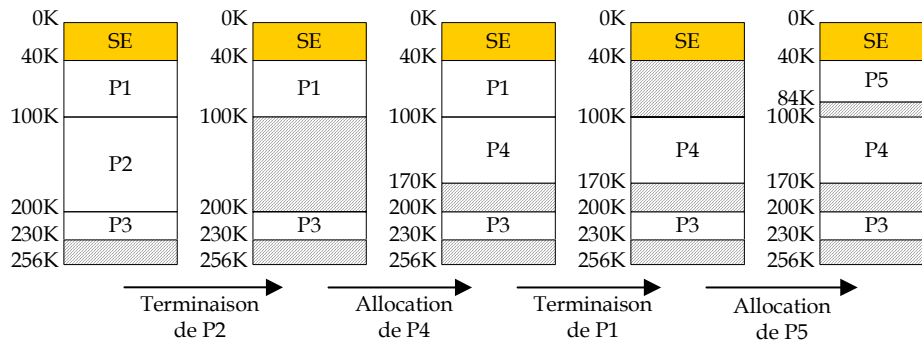 0K 0K 0K 0K 0K
SE SE SE SE SE
40K 40K 40K 40K 40K
P1 P1 P1 P5
84K
100K 100K 100K 100K 100K
P2 P4 P4 P4
170K 170K 170K
200K 200K 200K 200K 200K
P3 P3 P3 P3 P3
230K 230K 230K 230K 230K
256K 256K 256K 256K 256K
Terminaison Allocation Terminaison Allocation
de P2 de P4 de P1 de P5